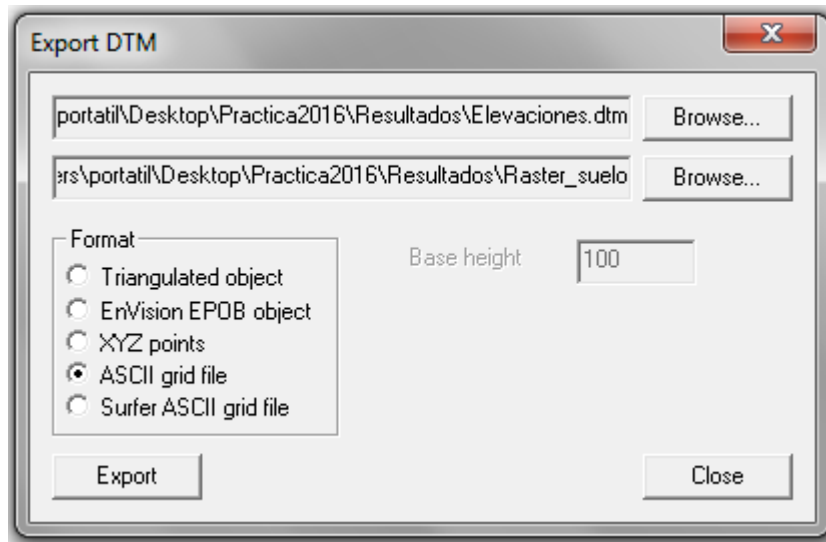 Export DTM
portatil\Desktop\Practica2016\Resultados\Elevaciones.dtm
Browse...
ers\portatil\Desktop\Practica2016\Resultados\Raster_suelo
Browse...
Format
Triangulated object
EnVision EPOB object
XYZ points
ASCII grid file
Surfer ASCII grid file
Base height
100
Export
Close